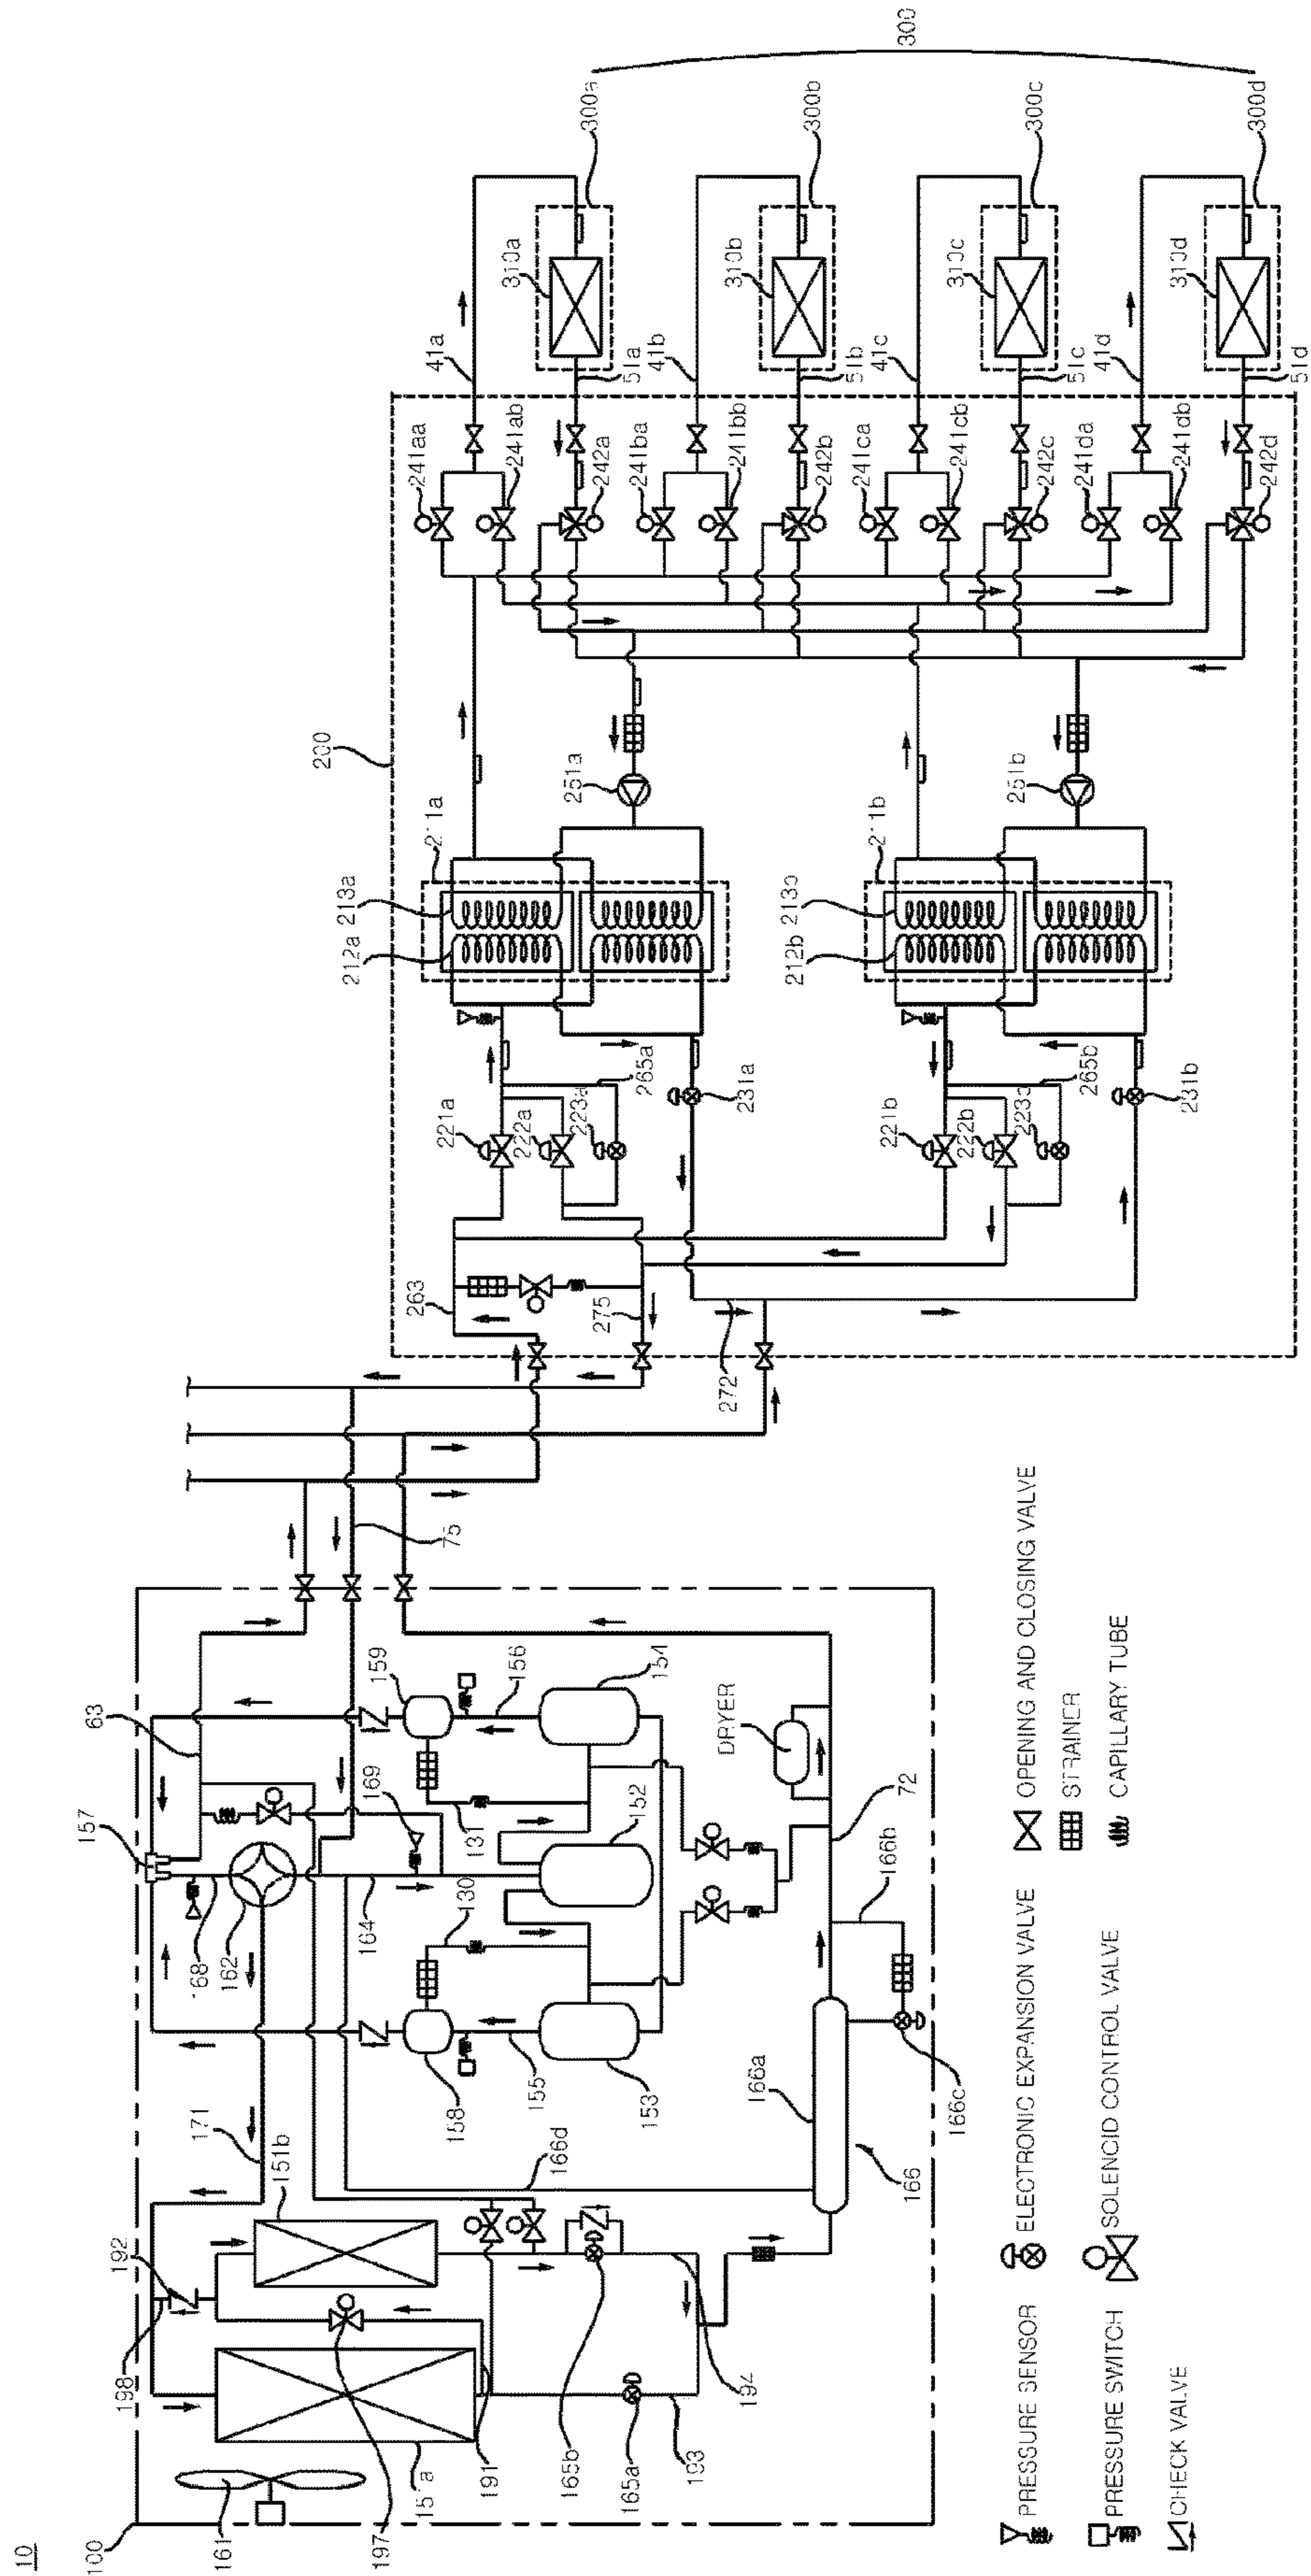 10
100
161
151a
197
198
192
151b
171
191
165b
165a
193
194
166d
166a
166
166c
166b
72
DRYER
168
162
157
63
164
169
130
131
158
155
153
152
159
156
154
75
200
263
275
272
221a
222a
223a
265a
231a
212a
213a
211a
251a
221b
222b
265b
231b
212b
211b
251b
241aa
241ab
242a
241ba
241bb
242b
241ca
241cb
242c
241da
241db
242d
41a
51a
41b
51b
41c
51c
41d
51d
310a
310b
310c
310d
300a
300b
300c
300d
300
PRESSURE SENSOR
PRESSURE SWITCH
CHECK VALVE
ELECTRONIC EXPANSION VALVE
SOLENCID CONTROL VALVE
OPENING AND CLOSING VALVE
STRAINER
CAPILLARY TUBE